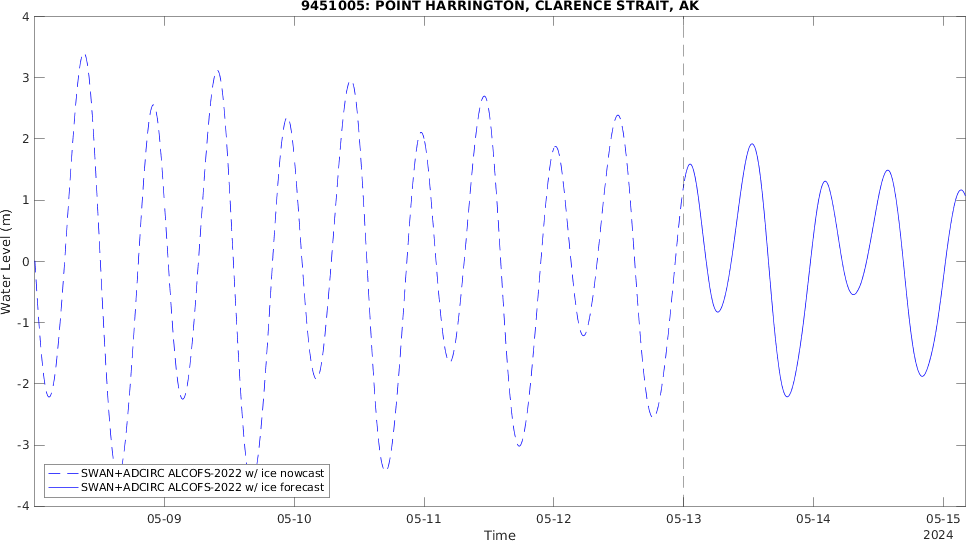 9451005: POINT HARRINGTON, CLARENCE STRAIT, AK
4
3
2
1
0
-1
-2
-3
-4
Water Level (m)
SWAN+ADCIRC ALCOFS-2022 w/ ice nowcast
SWAN+ADCIRC ALCOFS-2022 w/ ice forecast
05-09 05-10 05-11 05-12 05-13 05-14 05-15
Time
2024